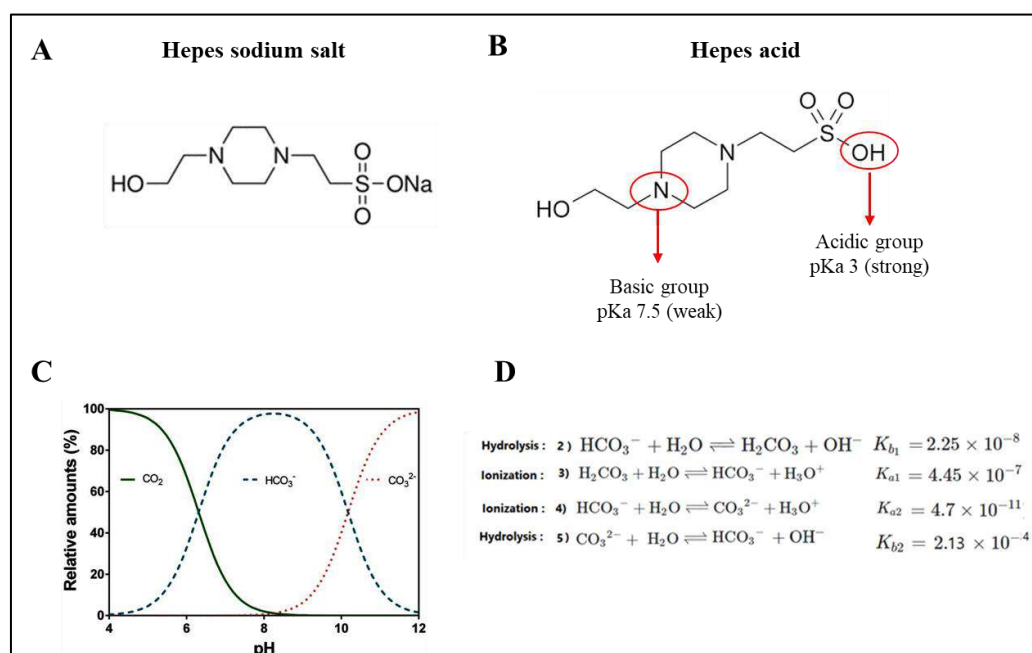 A
Hepes sodium salt
HO
N
N
S
O
O
ONa
B
Hepes acid
O
O
S
OH
N
N
HO
Acidic group
pKa 3 (strong)
Basic group
pKa 7.5 (weak)
C
Relative amounts (%)
100
80
60
40
20
0
CO₂
HCO₃⁻
CO₃²⁻
4
6
8
10
12
pH
D
Hydrolysis : 2) HCO₃⁻ + H₂O ⇌ H₂CO₃ + OH⁻ K_b₁ = 2.25 × 10⁻⁸
Ionization : 3) H₂CO₃ + H₂O ⇌ HCO₃⁻ + H₃O⁺ K_a1 = 4.45 × 10⁻⁷
Ionization : 4) HCO₃⁻ + H₂O ⇌ CO₃²⁻ + H₃O⁺ K_a2 = 4.7 × 10⁻¹¹
Hydrolysis : 5) CO₃²⁻ + H₂O ⇌ HCO₃⁻ + OH⁻ K_b2 = 2.13 × 10⁻⁴